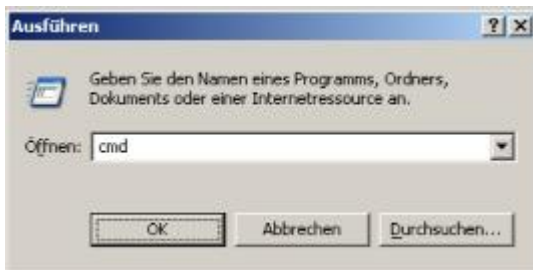 Ausführen
Geben Sie den Namen eines Programms, Ordners,
Dokuments oder einer Internetressource an.
Öffnen: cmd
OK Abbrechen Durchsuchen...